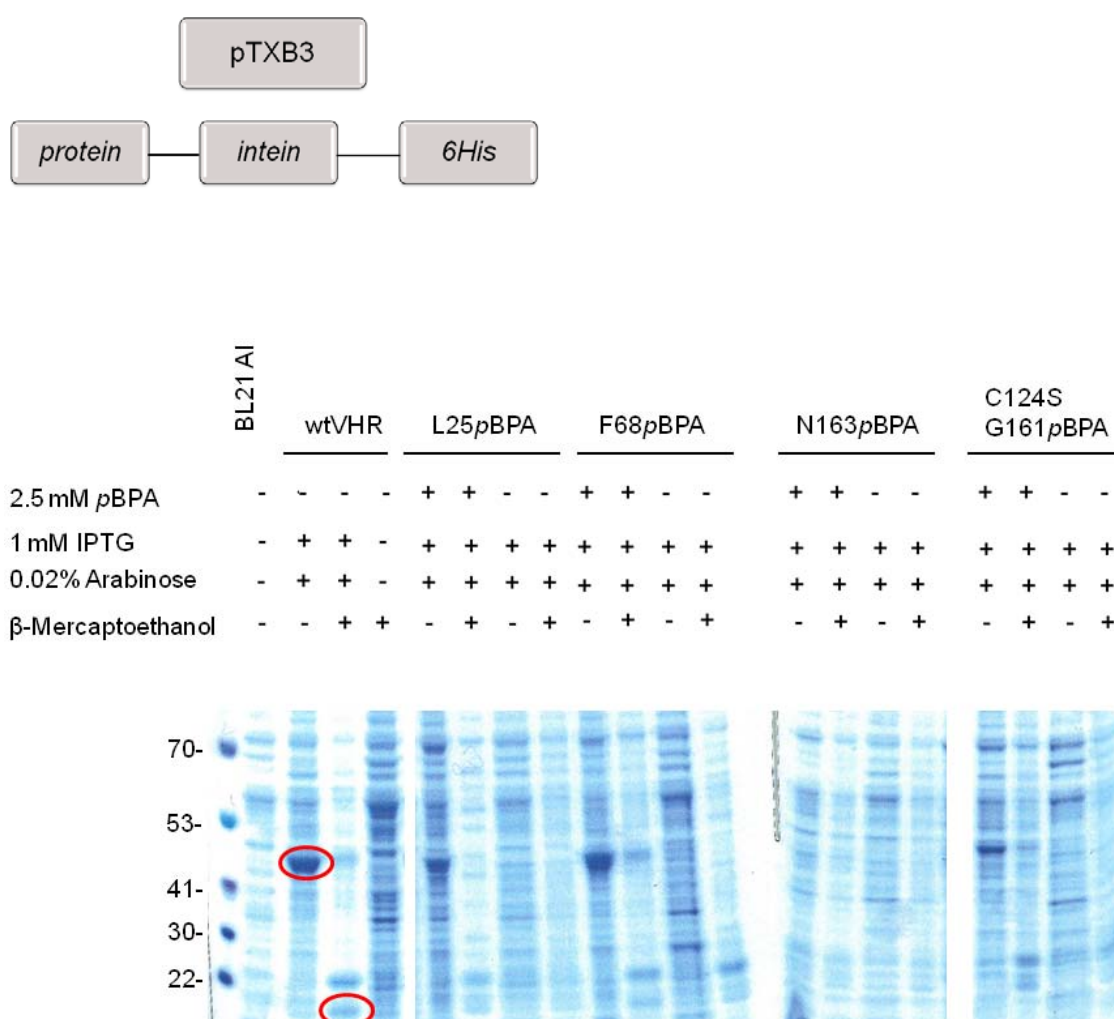 pTXB3
protein intein 6His
BL21 AI
wtVHR L25pBPA F68pBPA N163pBPA C124S G161pBPA
2.5 mM pBPA - - - - + + - - + + - - + + - - + + - -
1 mM IPTG - + + - + + + + + + + + + + + + + + + +
0.02% Arabinose - + + - + + + + + + + + + + + + + + + +
β-Mercaptoethanol - - + + - + - + - + - + - + - + - + - +
70-
53-
41-
30-
22-